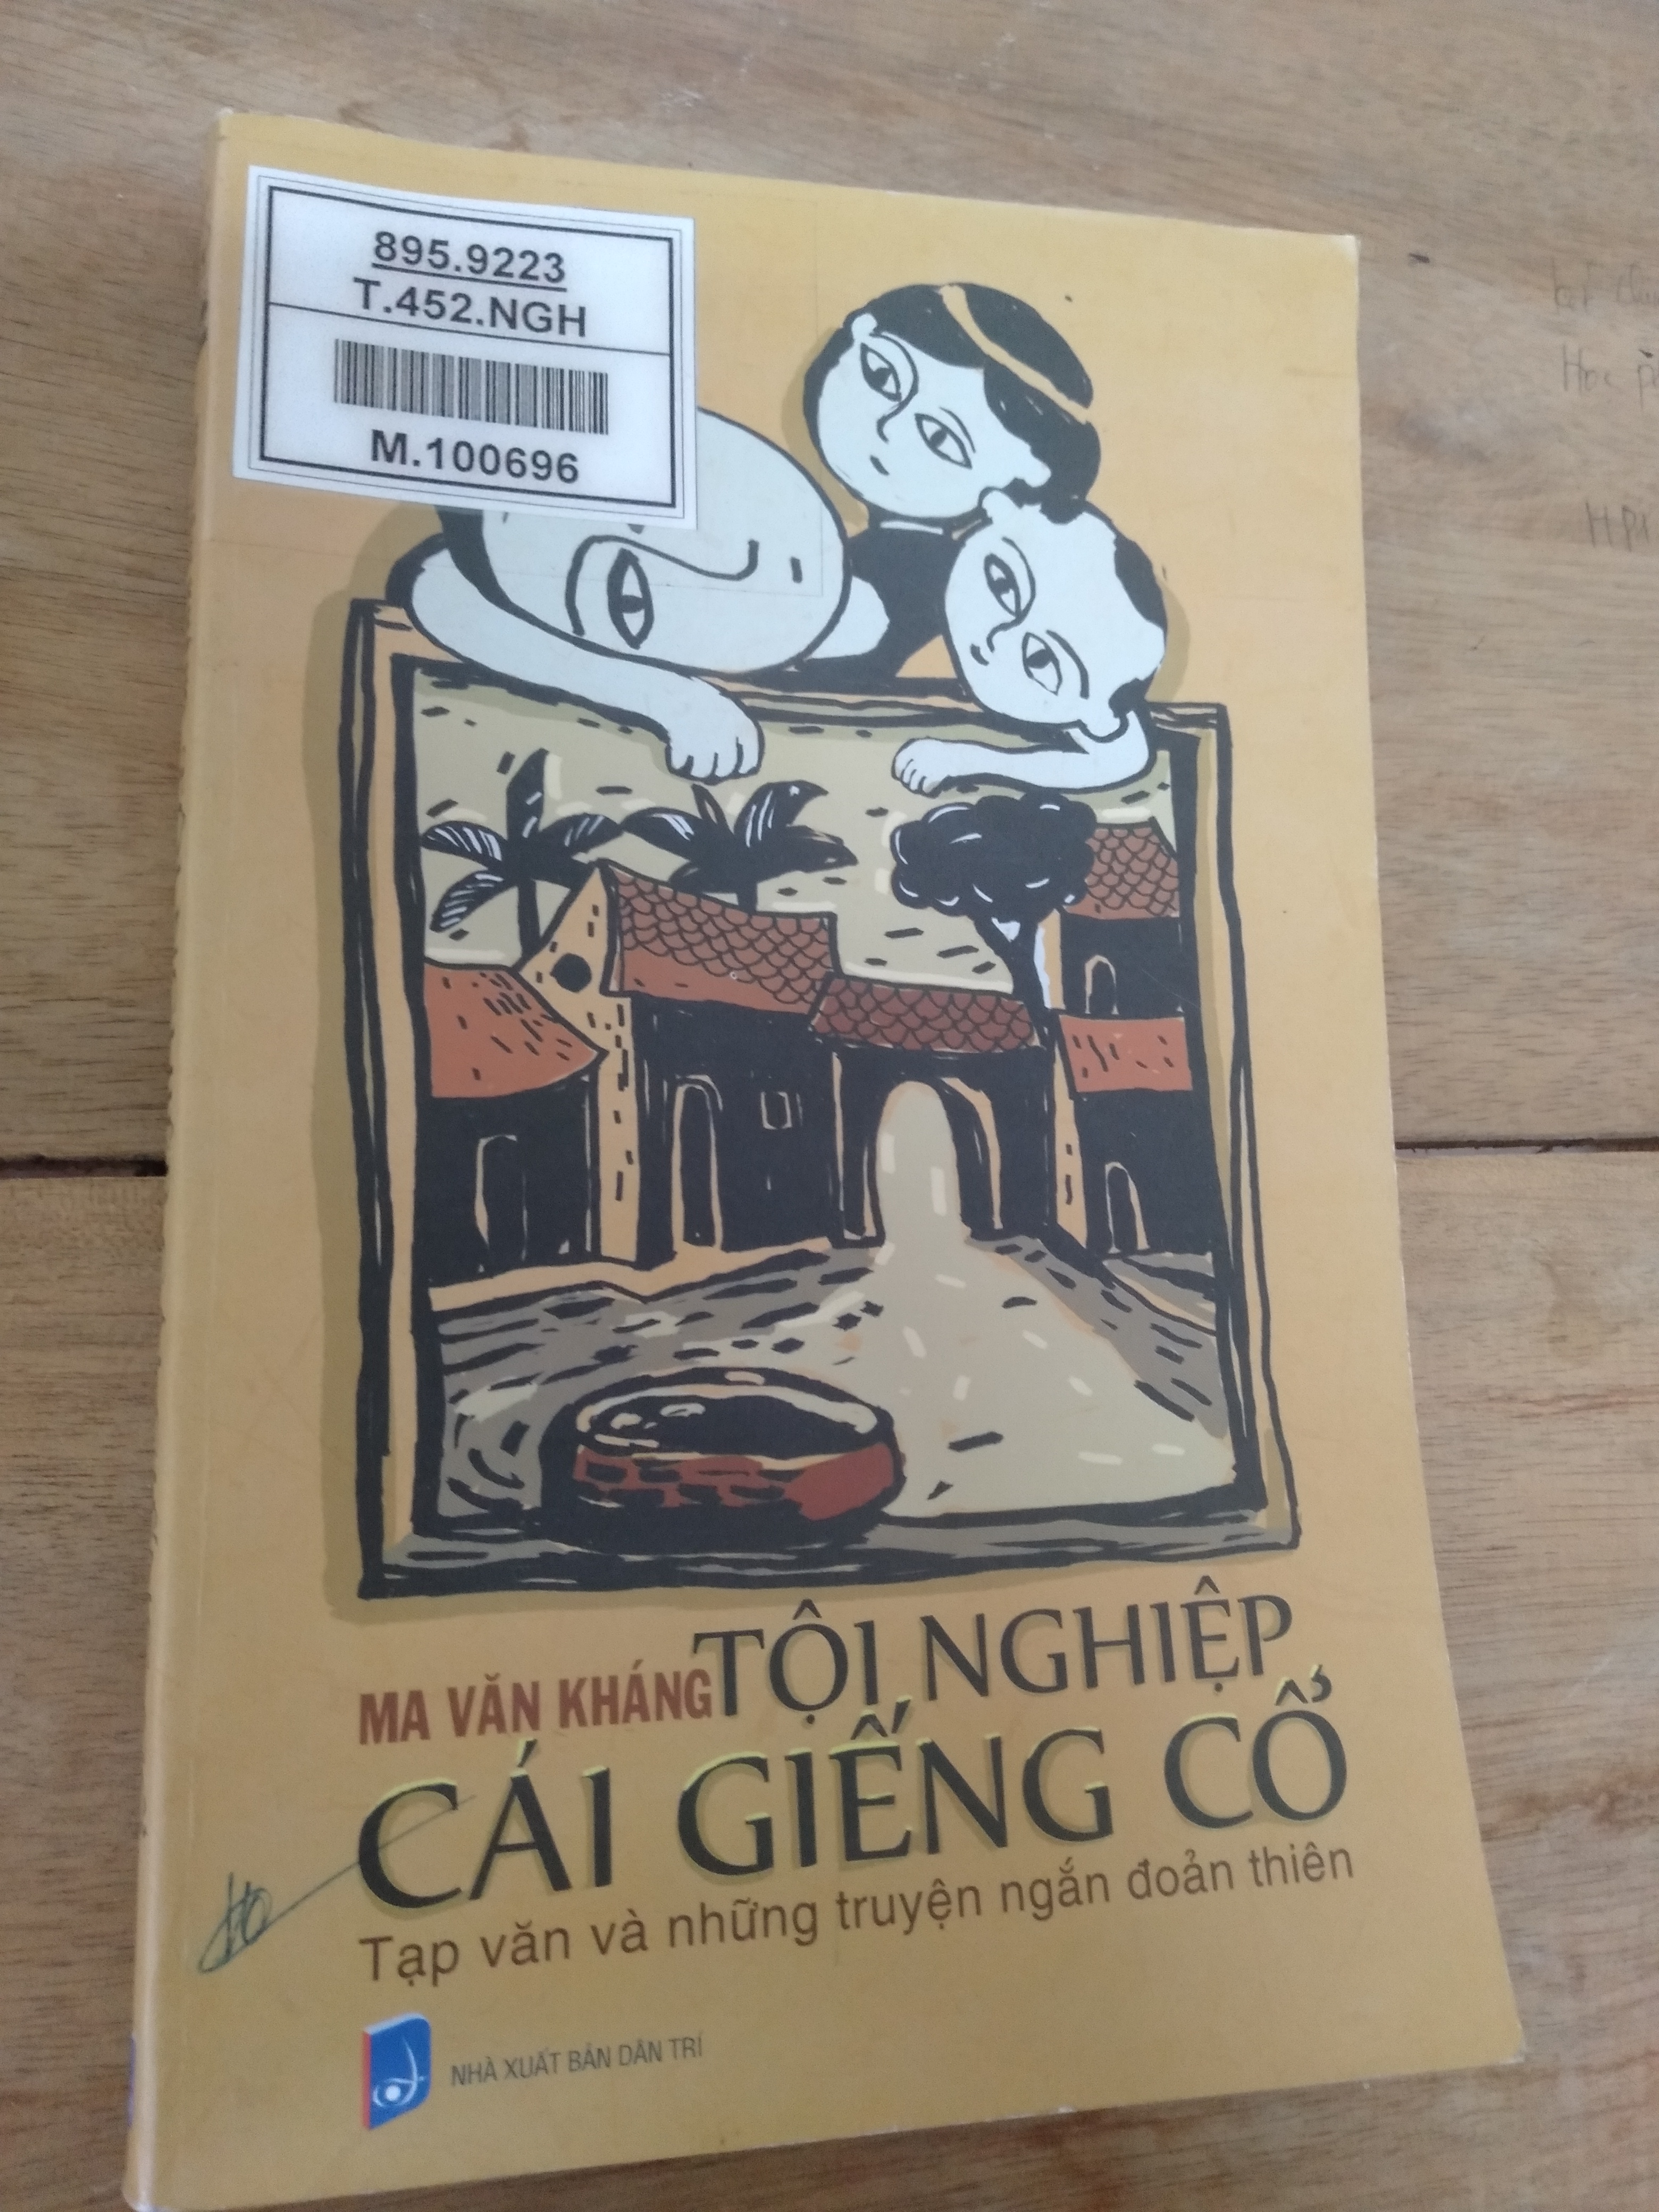 895.9223
T.452.NGH
M.100696
MA VĂN KHÁNG
TỘI NGHIỆP
CÁI GIẾNG CỔ
Tạp văn và những truyện ngắn đoản thiên
NHÀ XUẤT BẢN DÂN TRÍ